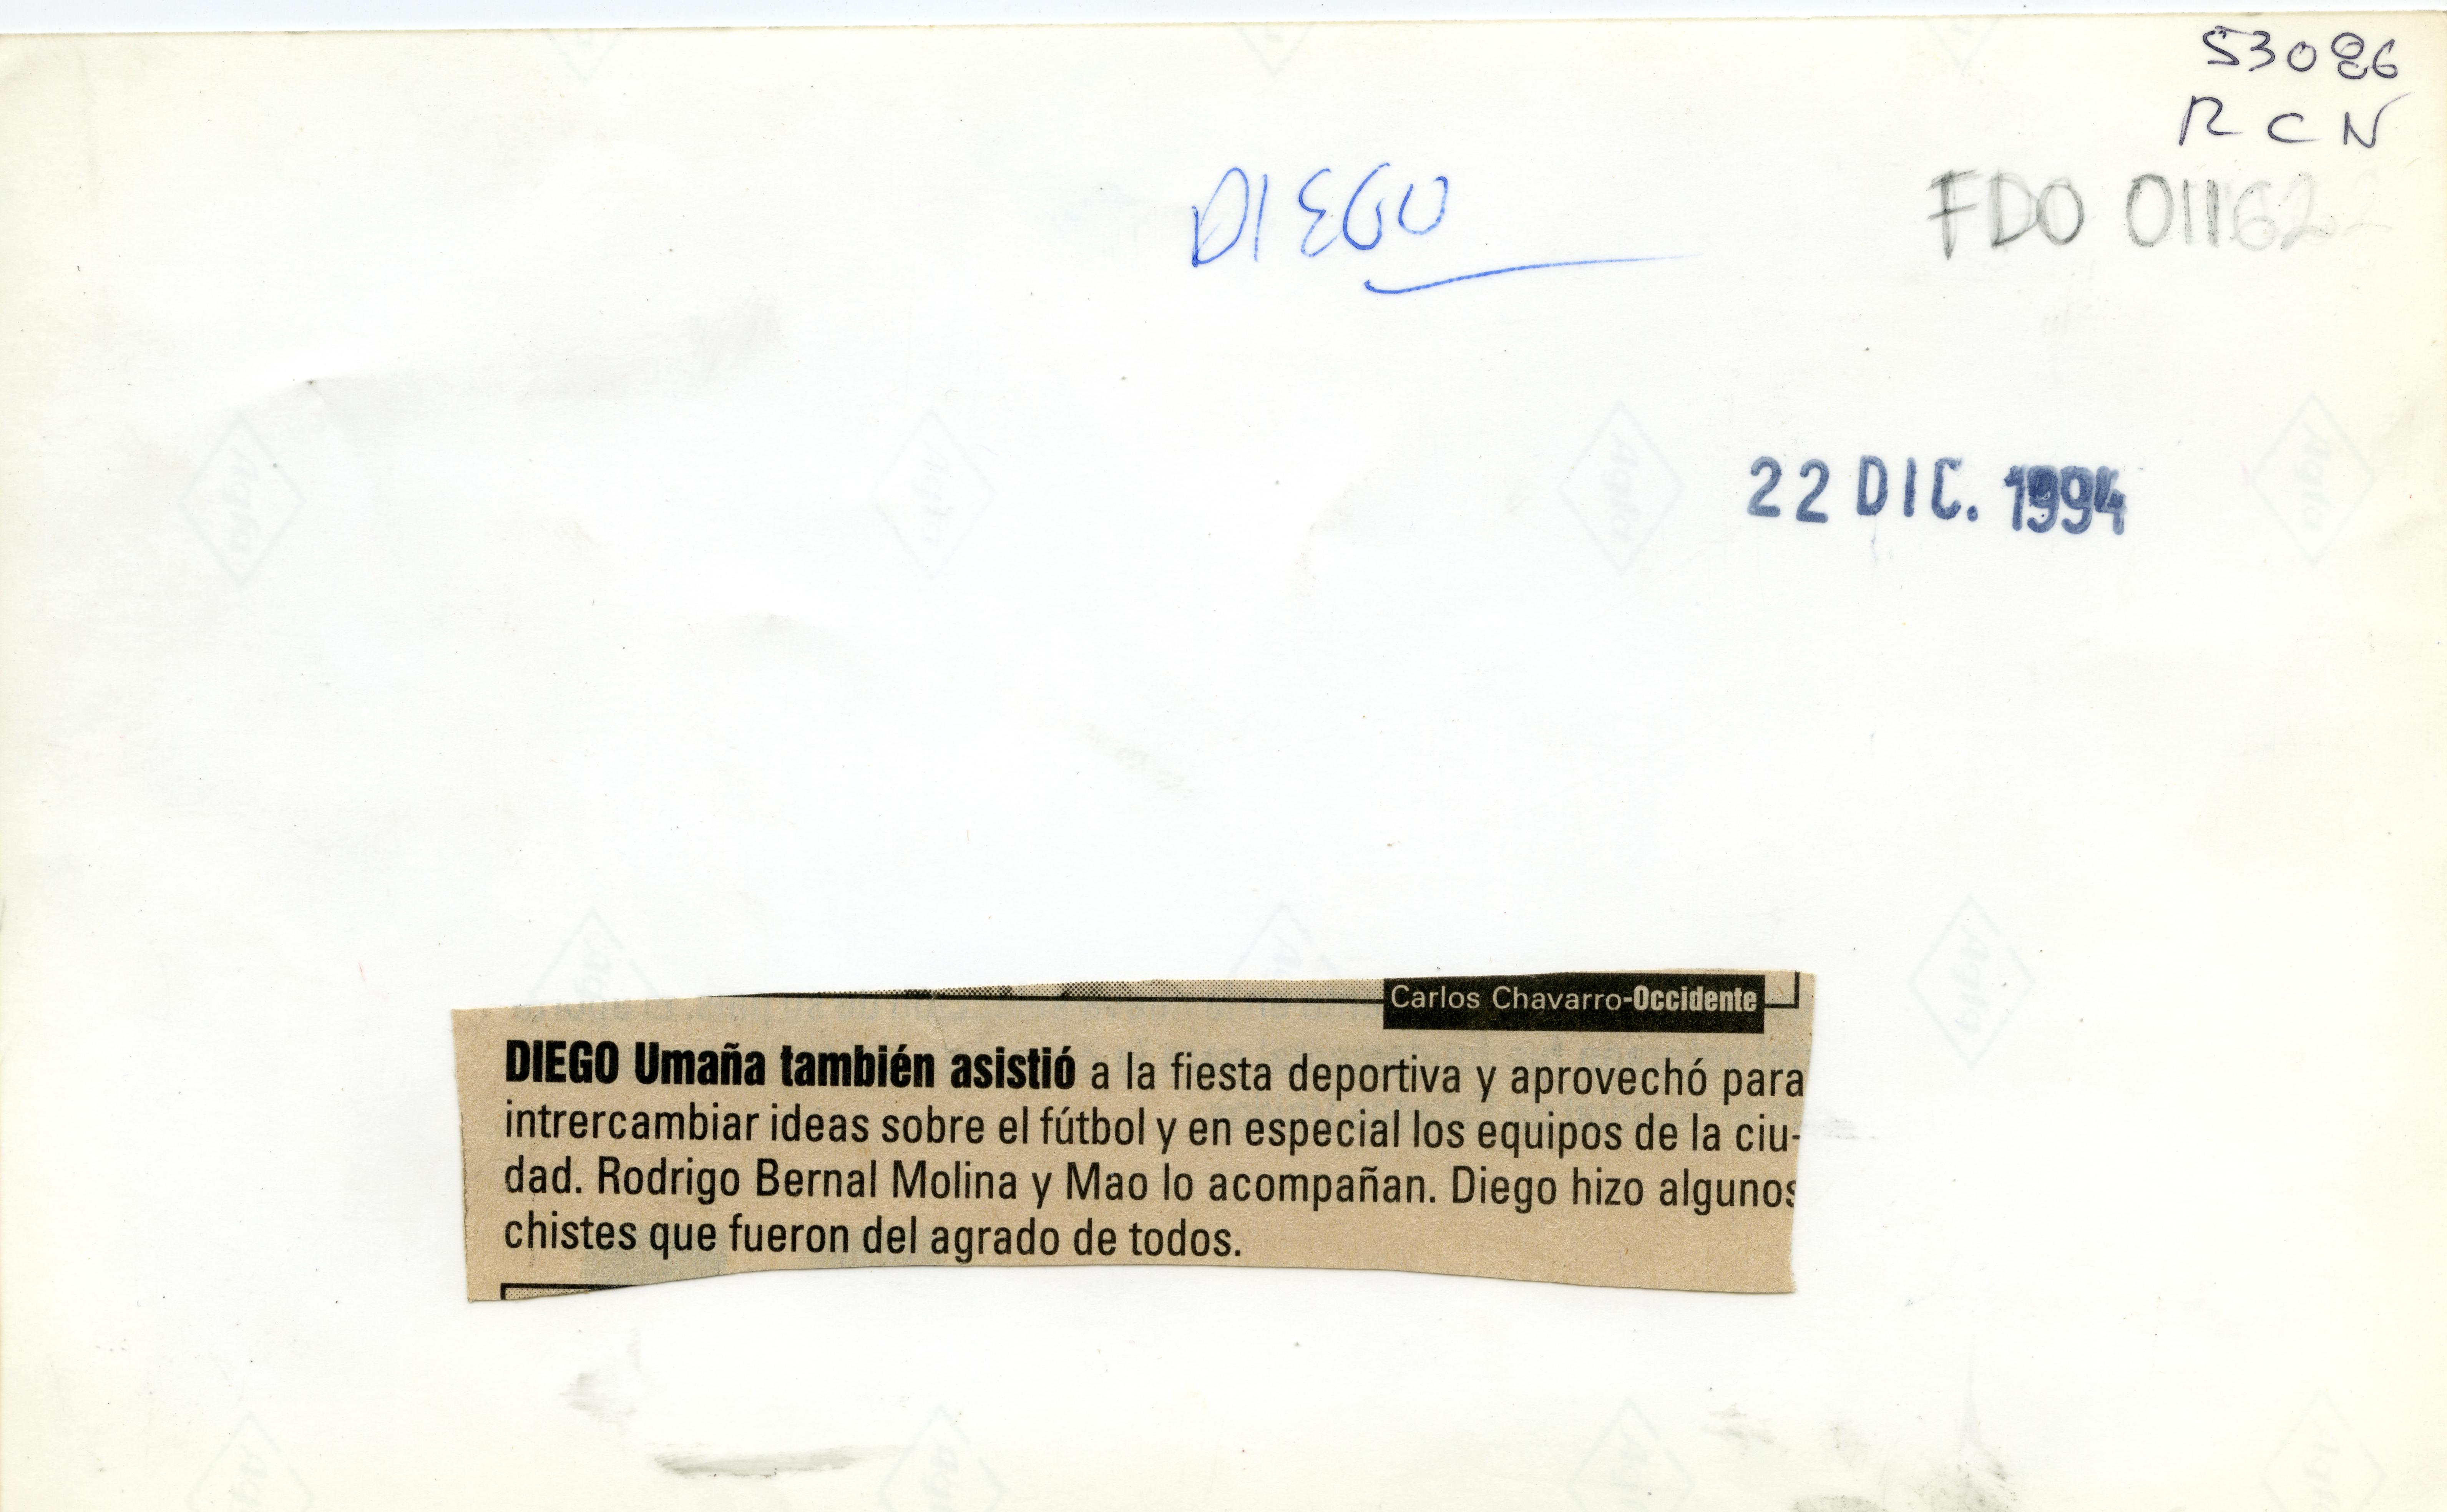 53086
RCN
DIEGO
FDO 011622
22 DIC. 1994
Carlos Chavarro-Occidente
DIEGO Umaña también asistió a la fiesta deportiva y aprovechó para
intrercambiar ideas sobre el fútbol y en especial los equipos de la ciu-
dad. Rodrigo Bernal Molina y Mao lo acompañan. Diego hizo algunos
chistes que fueron del agrado de todos.